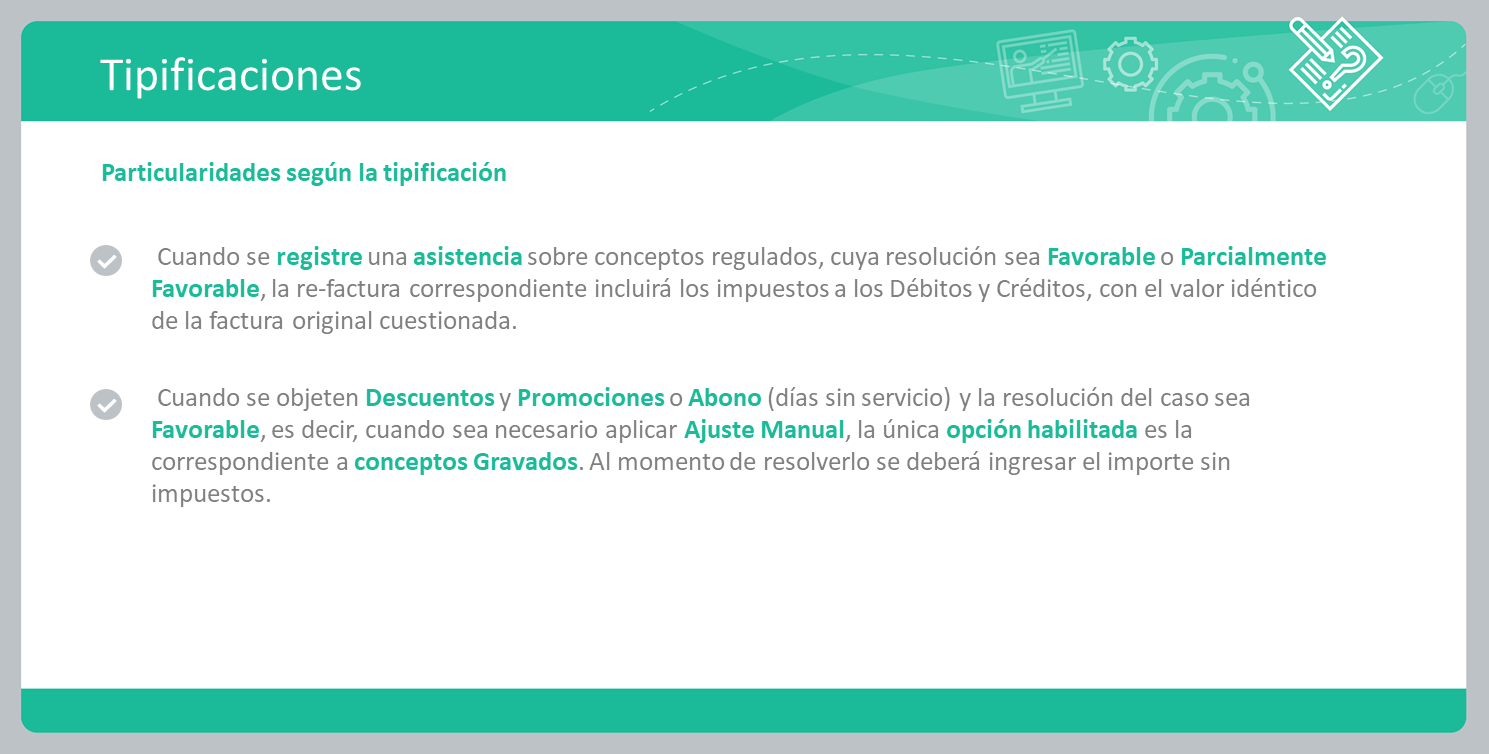 Tipificaciones
Particularidades según la tipificación
Cuando se registre una asistencia sobre conceptos regulados, cuya resolución sea Favorable o Parcialmente
Favorable, la re-factura correspondiente incluirá los impuestos a los Débitos y Créditos, con el valor idéntico
de la factura original cuestionada.
Cuando se objeten Descuentos y Promociones o Abono (días sin servicio) y la resolución del caso sea
Favorable, es decir, cuando sea necesario aplicar Ajuste Manual, la única opción habilitada es la
correspondiente a conceptos Gravados. Al momento de resolverlo se deberá ingresar el importe sin
impuestos.